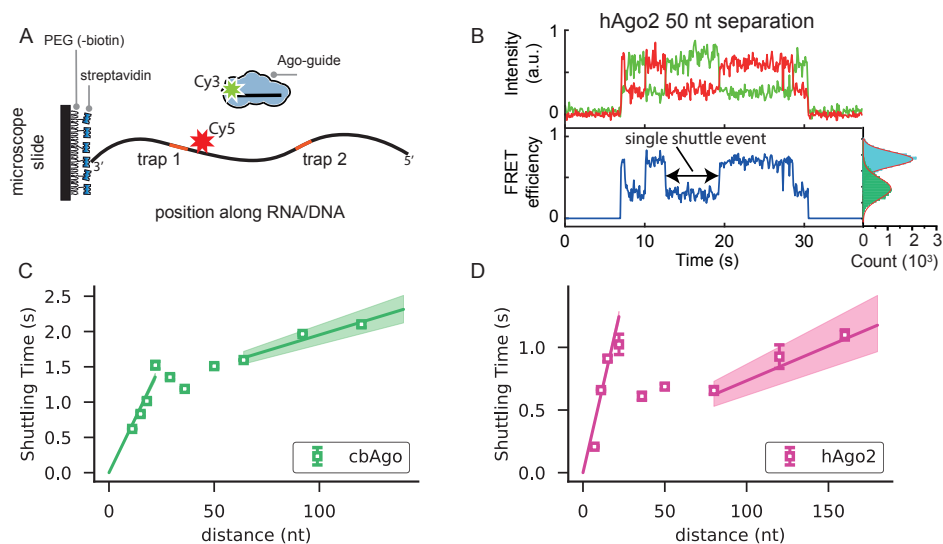 A
PEG (-biotin)
streptavidin
Cy3
Ago-guide
Cy5
microscope
slide
3′
trap 1
trap 2
5′
position along RNA/DNA
B
hAgo2 50 nt separation
Intensity
(a.u.)
1
0.5
0
FRET
efficiency
1
0.5
0
single shuttle event
0
10
20
30
Time (s)
0 1 2 3
Count (10³)
C
Shuttling Time (s)
2.5
2.0
1.5
1.0
0.5
0.0
cbAgo
0
50
100
distance (nt)
D
Shuttling Time (s)
1.0
0.5
0.0
hAgo2
0
50
100
150
distance (nt)